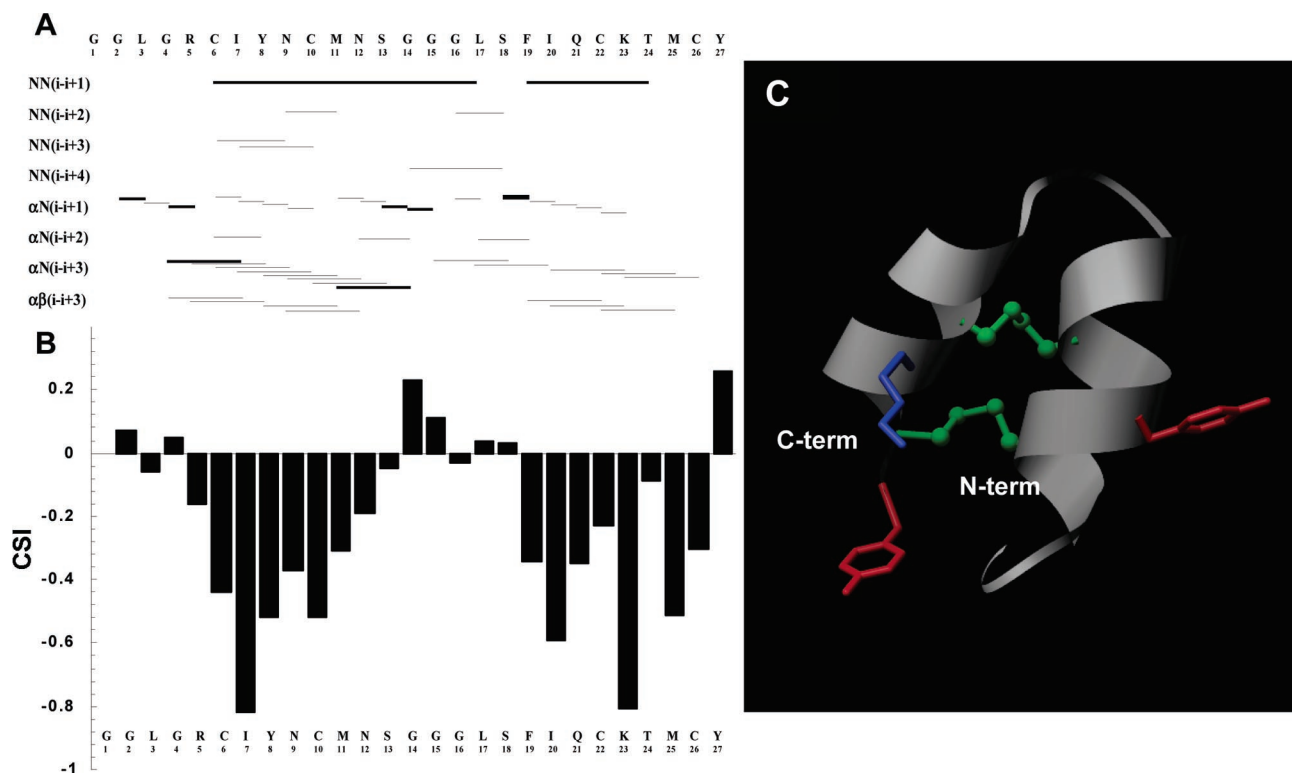 A
G G L G R C I Y N C M N S G G G L S F I Q C K T M C Y
1 2 3 4 5 6 7 8 9 10 11 12 13 14 15 16 17 18 19 20 21 22 23 24 25 26 27
NN(i-i+1)
NN(i-i+2)
NN(i-i+3)
NN(i-i+4)
αN(i-i+1)
αN(i-i+2)
αN(i-i+3)
αβ(i-i+3)
B
0.2
0
-0.2
-0.4
-0.6
-0.8
-1
CSI
G G L G R C I Y N C M N S G G G L S F I Q C K T M C Y
1 2 3 4 5 6 7 8 9 10 11 12 13 14 15 16 17 18 19 20 21 22 23 24 25 26 27
C
C-term
N-term